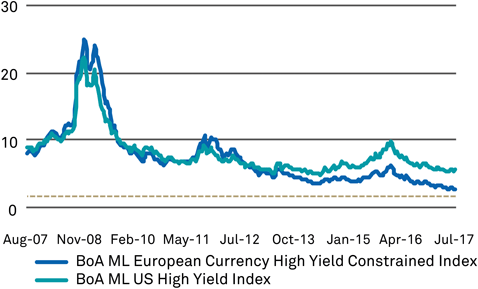 30
20
10
0
Aug-07 Nov-08 Feb-10 May-11 Jul-12 Oct-13 Jan-15 Apr-16 Jul-17
BoA ML European Currency High Yield Constrained Index
BoA ML US High Yield Index